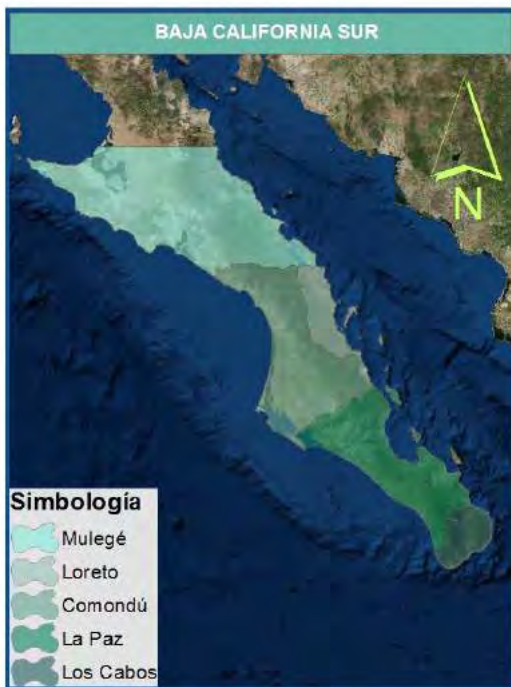 BAJA CALIFORNIA SUR
N
Simbología
Mulegé
Loreto
Comondú
La Paz
Los Cabos